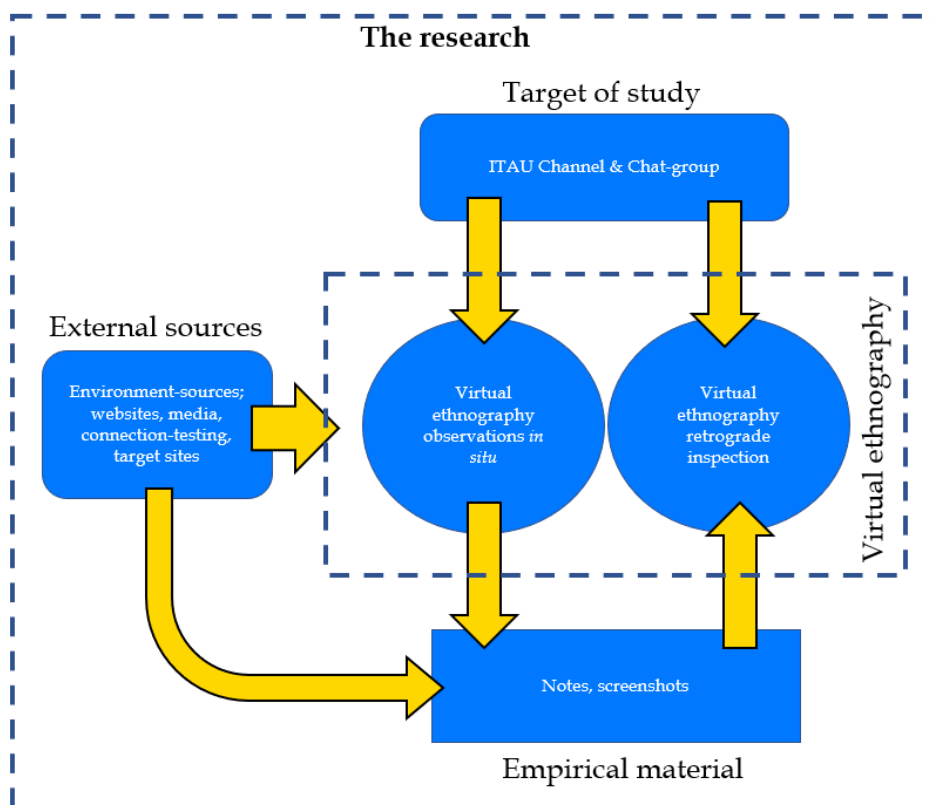 The research
Target of study
ITAU Channel & Chat-group
External sources
Environment-sources;
websites, media,
connection-testing,
target sites
Virtual
ethnography
observations in
situ
Virtual
ethnography
retrograde
inspection
Virtual ethnography
Notes, screenshots
Empirical material